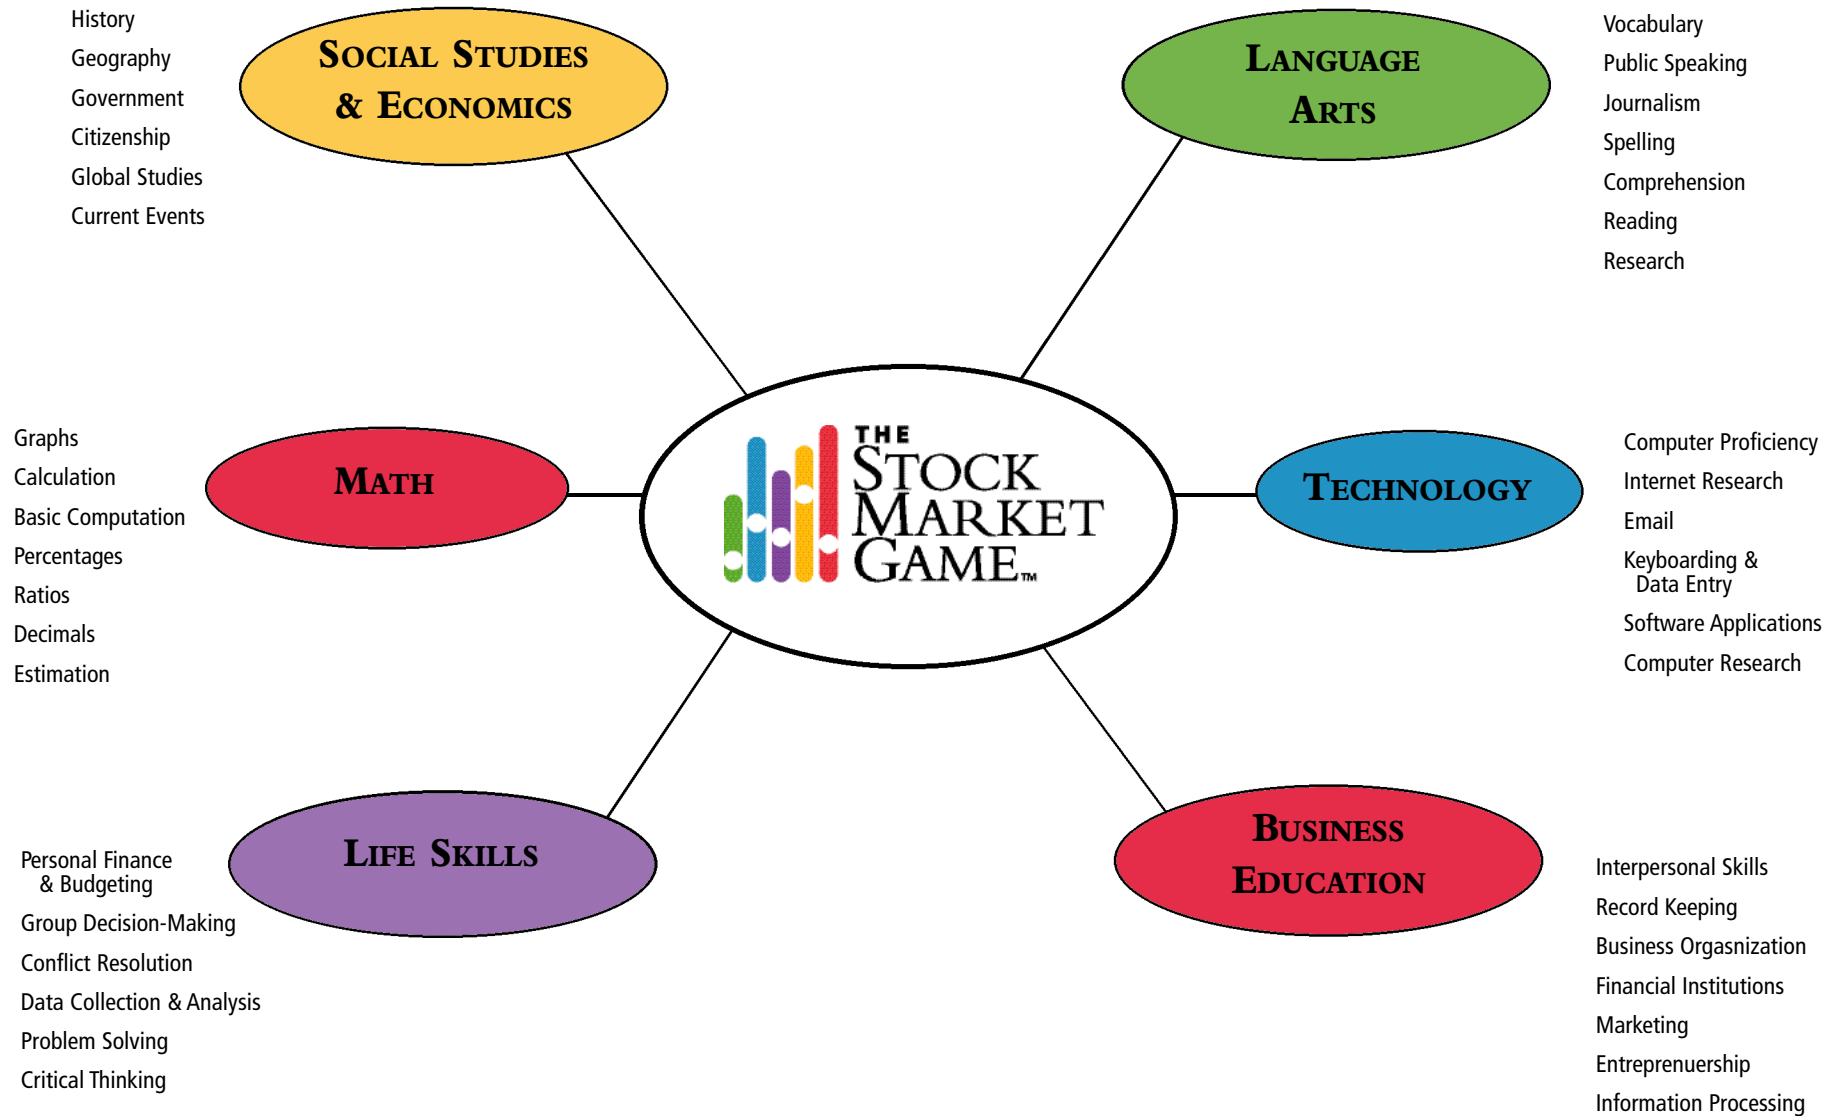 History
Geography
Government
Citizenship
Global Studies
Current Events
SOCIAL STUDIES
& ECONOMICS
LANGUAGE
ARTS
Vocabulary
Public Speaking
Journalism
Spelling
Comprehension
Reading
Research
Graphs
Calculation
Basic Computation
Percentages
Ratios
Decimals
Estimation
MATH
THE
STOCK
MARKET
GAME™
TECHNOLOGY
Computer Proficiency
Internet Research
Email
Keyboarding &
Data Entry
Software Applications
Computer Research
Personal Finance
& Budgeting
Group Decision-Making
Conflict Resolution
Data Collection & Analysis
Problem Solving
Critical Thinking
LIFE SKILLS
BUSINESS
EDUCATION
Interpersonal Skills
Record Keeping
Business Orgasnization
Financial Institutions
Marketing
Entreprenuership
Information Processing